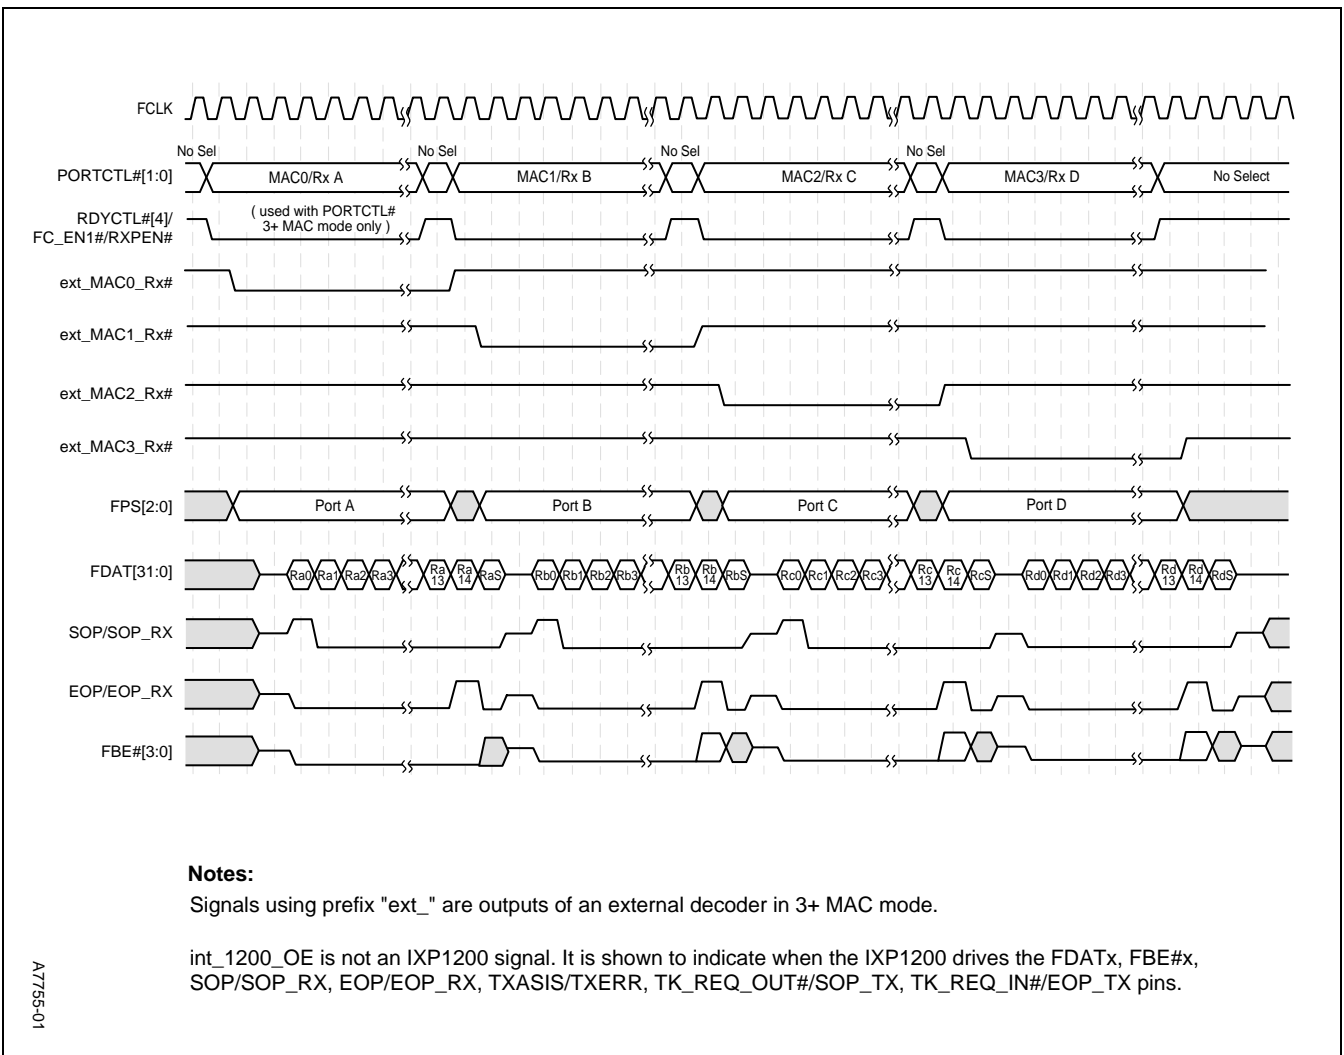 FCLK
No Sel No Sel No Sel No Sel
PORTCTL#[1:0] MAC0/Rx A MAC1/Rx B MAC2/Rx C MAC3/Rx D No Select
RDYCTL#[4]/
FC_EN1#/RXPEN#
( used with PORTCTL#
3+ MAC mode only )
ext_MAC0_Rx#
ext_MAC1_Rx#
ext_MAC2_Rx#
ext_MAC3_Rx#
FPS[2:0] Port A Port B Port C Port D
FDAT[31:0] Ra0 Ra1 Ra2 Ra3 Ra 13 Ra 14 RaS Rb0 Rb1 Rb2 Rb3 Rb 13 Rb 14 RbS Rc0 Rc1 Rc2 Rc3 Rc 13 Rc 14 RcS Rd0 Rd1 Rd2 Rd3 Rd 13 Rd 14 RdS
SOP/SOP_RX
EOP/EOP_RX
FBE#[3:0]
Notes:
Signals using prefix "ext_" are outputs of an external decoder in 3+ MAC mode.
int_1200_OE is not an IXP1200 signal. It is shown to indicate when the IXP1200 drives the FDATx, FBE#x,
SOP/SOP_RX, EOP/EOP_RX, TXASIS/TXERR, TK_REQ_OUT#/SOP_TX, TK_REQ_IN#/EOP_TX pins.
A7755-01